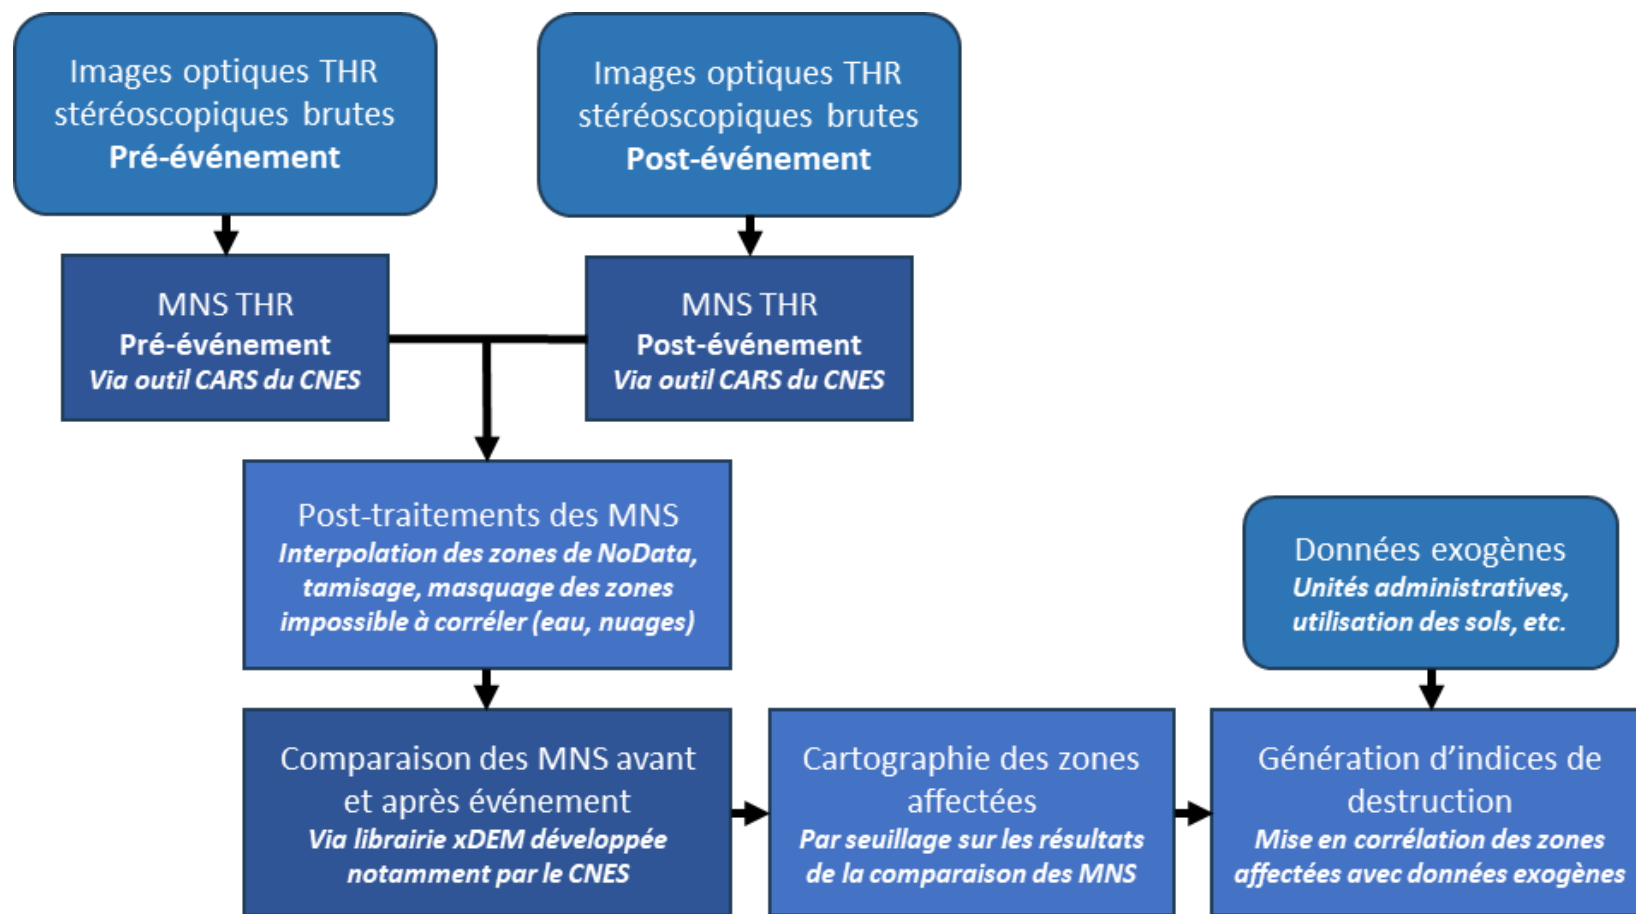 Images optiques THR
stéréoscopiques brutes
Pré-événement
Images optiques THR
stéréoscopiques brutes
Post-événement
MNS THR
Pré-événement
Via outil CARS du CNES
MNS THR
Post-événement
Via outil CARS du CNES
Post-traitements des MNS
Interpolation des zones de NoData,
tamisage, masquage des zones
impossible à corréler (eau, nuages)
Données exogènes
Unités administratives,
utilisation des sols, etc.
Comparaison des MNS avant
et après événement
Via librairie xDEM développée
notamment par le CNES
Cartographie des zones
affectées
Par seuillage sur les résultats
de la comparaison des MNS
Génération d'indices de
destruction
Mise en corrélation des zones
affectées avec données exogènes